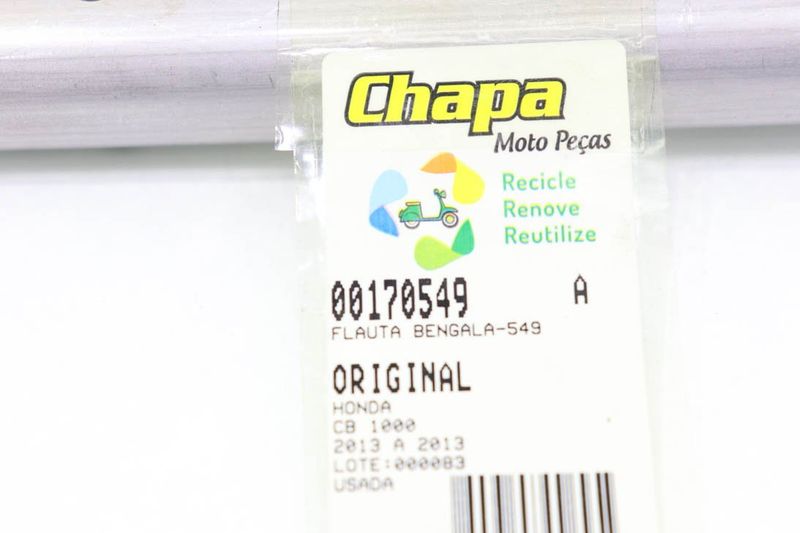 Chapa
Moto Peças
Recicle
Renove
Reutilize
00170549 A
FLAUTA BENGALA-549
ORIGINAL
HONDA
CB 1000
2013 A 2013
LOTE:000083
USADA